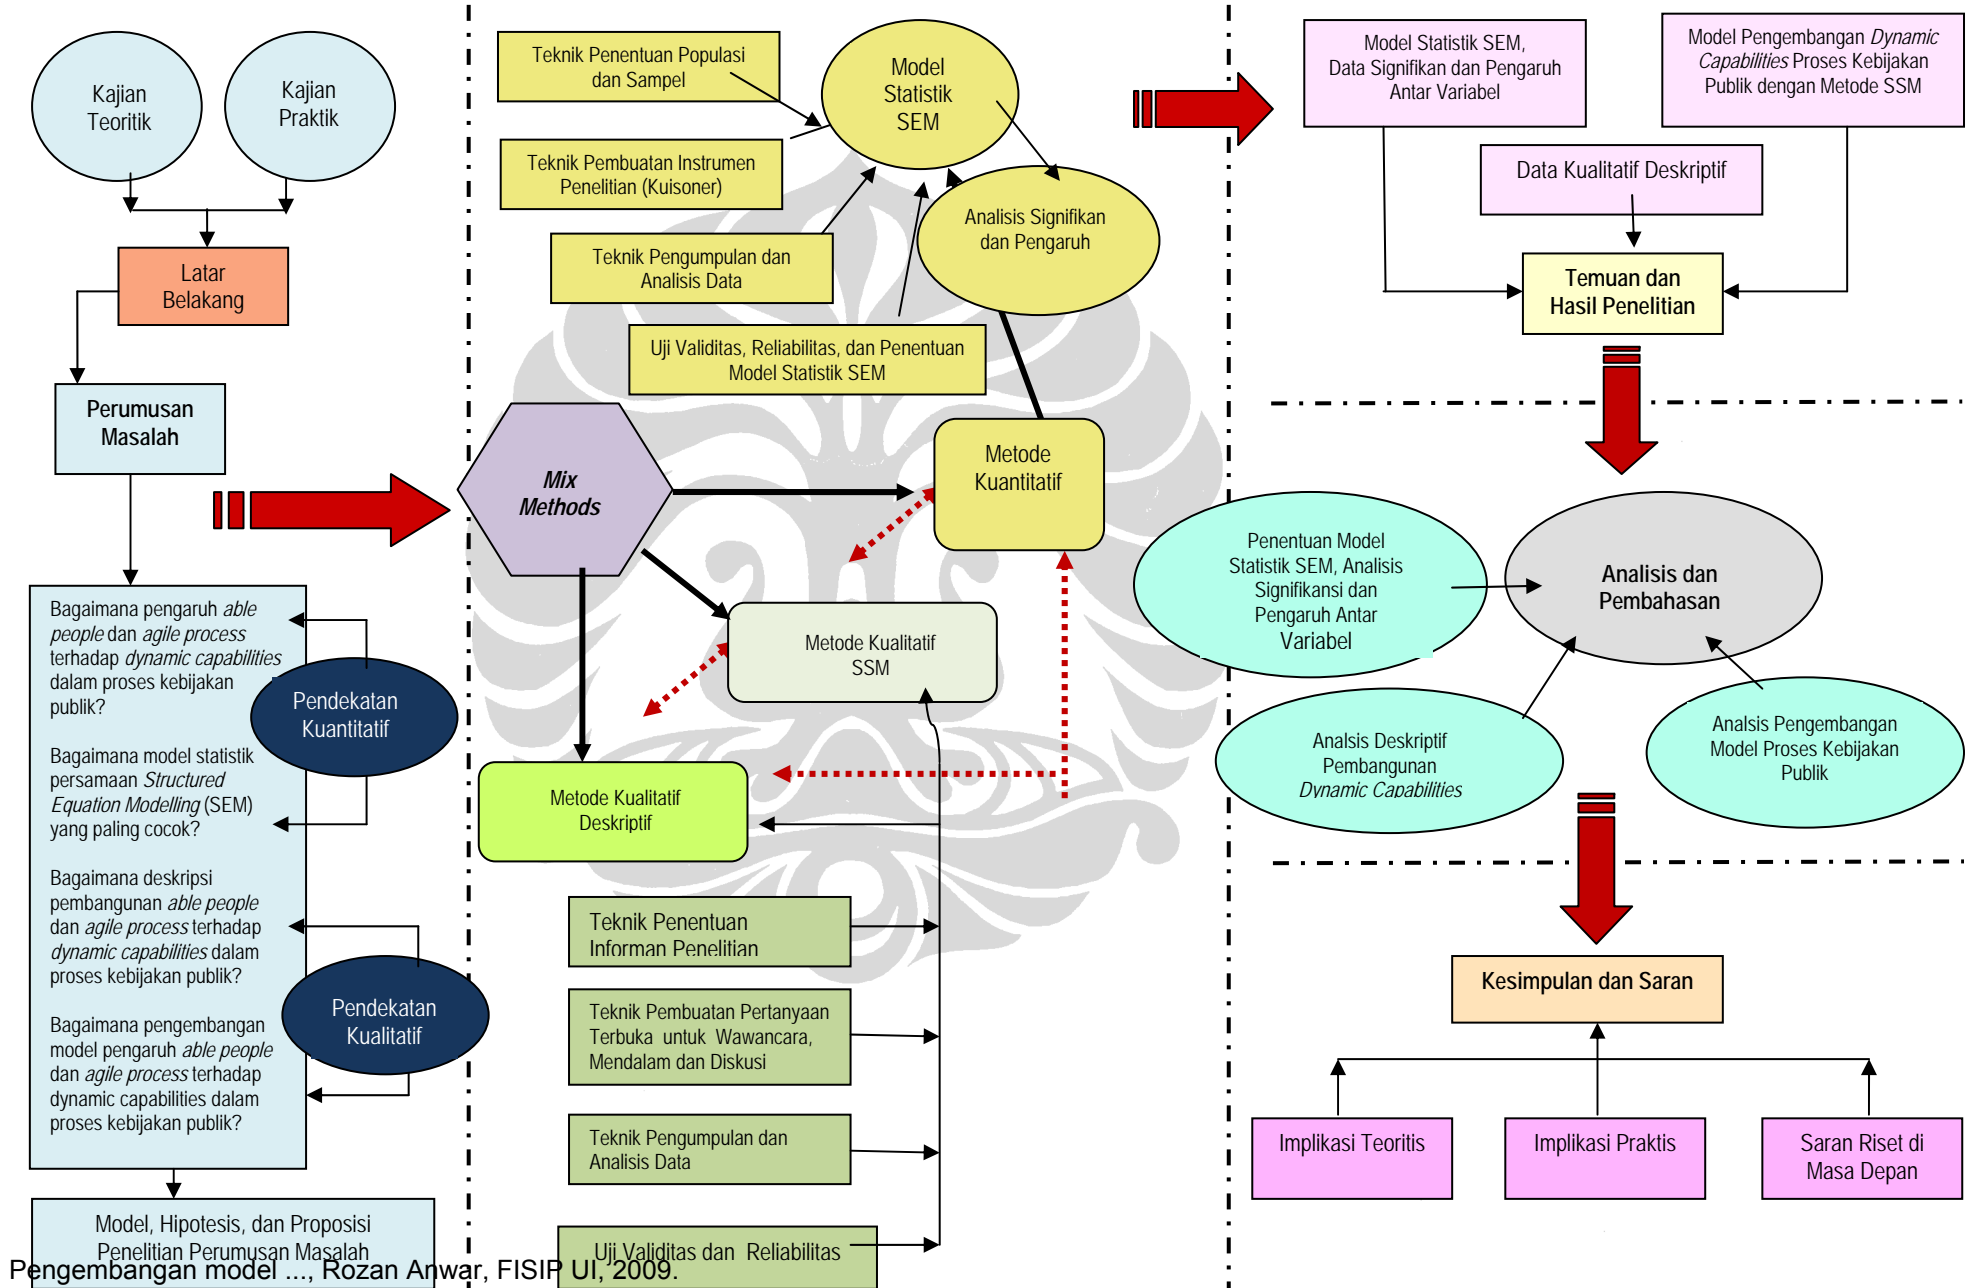 Kajian
Teoritik
Kajian
Praktik
Latar
Belakang
Perumusan
Masalah
Bagaimana pengaruh able
people dan agile process
terhadap dynamic capabilities
dalam proses kebijakan
publik?
Bagaimana model statistik
persamaan Structured
Equation Modelling (SEM)
yang paling cocok?
Bagaimana deskripsi
pembangunan able people
dan agile process terhadap
dynamic capabilities dalam
proses kebijakan publik?
Bagaimana pengembangan
model pengaruh able people
dan agile process terhadap
dynamic capabilities dalam
proses kebijakan publik?
Pendekatan
Kuantitatif
Pendekatan
Kualitatif
Model, Hipotesis, dan Proposisi
Penelitian Perumusan Masalah
Teknik Penentuan Populasi
dan Sampel
Teknik Pembuatan Instrumen
Penelitian (Kuisoner)
Teknik Pengumpulan dan
Analisis Data
Uji Validitas, Reliabilitas, dan Penentuan
Model Statistik SEM
Model
Statistik
SEM
Analisis Signifikan
dan Pengaruh
Mix
Methods
Metode
Kuantitatif
Metode Kualitatif
SSM
Metode Kualitatif
Deskriptif
Teknik Penentuan
Informan Penelitian
Teknik Pembuatan Pertanyaan
Terbuka untuk Wawancara,
Mendalam dan Diskusi
Teknik Pengumpulan dan
Analisis Data
Uji Validitas dan Reliabilitas
Model Statistik SEM,
Data Signifikan dan Pengaruh
Antar Variabel
Model Pengembangan Dynamic
Capabilities Proses Kebijakan
Publik dengan Metode SSM
Data Kualitatif Deskriptif
Temuan dan
Hasil Penelitian
Penentuan Model
Statistik SEM, Analisis
Signifikansi dan
Pengaruh Antar
Variabel
Analisis dan
Pembahasan
Analsis Deskriptif
Pembangunan
Dynamic Capabilities
Analsis Pengembangan
Model Proses Kebijakan
Publik
Kesimpulan dan Saran
Implikasi Teoritis
Implikasi Praktis
Saran Riset di
Masa Depan
Pengembangan model ..., Rozan Anwar, FISIP UI, 2009.